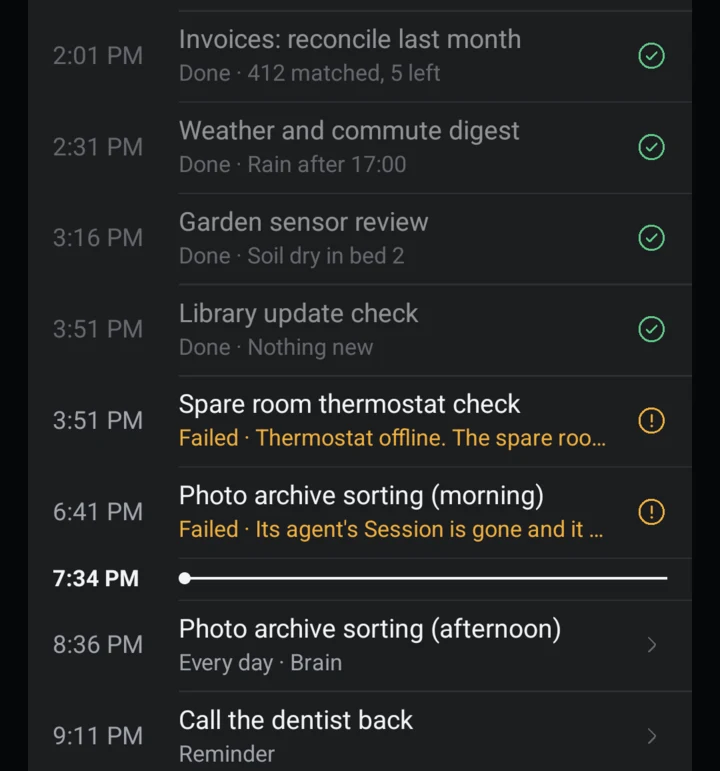 2:01 PM
Invoices: reconcile last month
Done · 412 matched, 5 left
2:31 PM
Weather and commute digest
Done · Rain after 17:00
3:16 PM
Garden sensor review
Done · Soil dry in bed 2
3:51 PM
Library update check
Done · Nothing new
3:51 PM
Spare room thermostat check
Failed · Thermostat offline. The spare roo…
6:41 PM
Photo archive sorting (morning)
Failed · Its agent's Session is gone and it …
7:34 PM
8:36 PM
Photo archive sorting (afternoon)
Every day · Brain
9:11 PM
Call the dentist back
Reminder